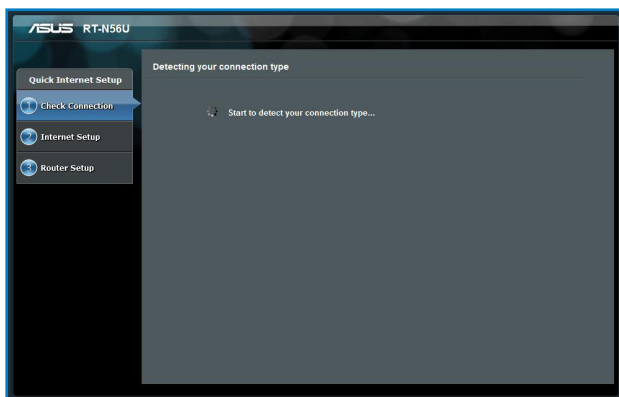 ASUS RT-N56U
Quick Internet Setup
1 Check Connection
2 Internet Setup
3 Router Setup
Detecting your connection type
Start to detect your connection type...